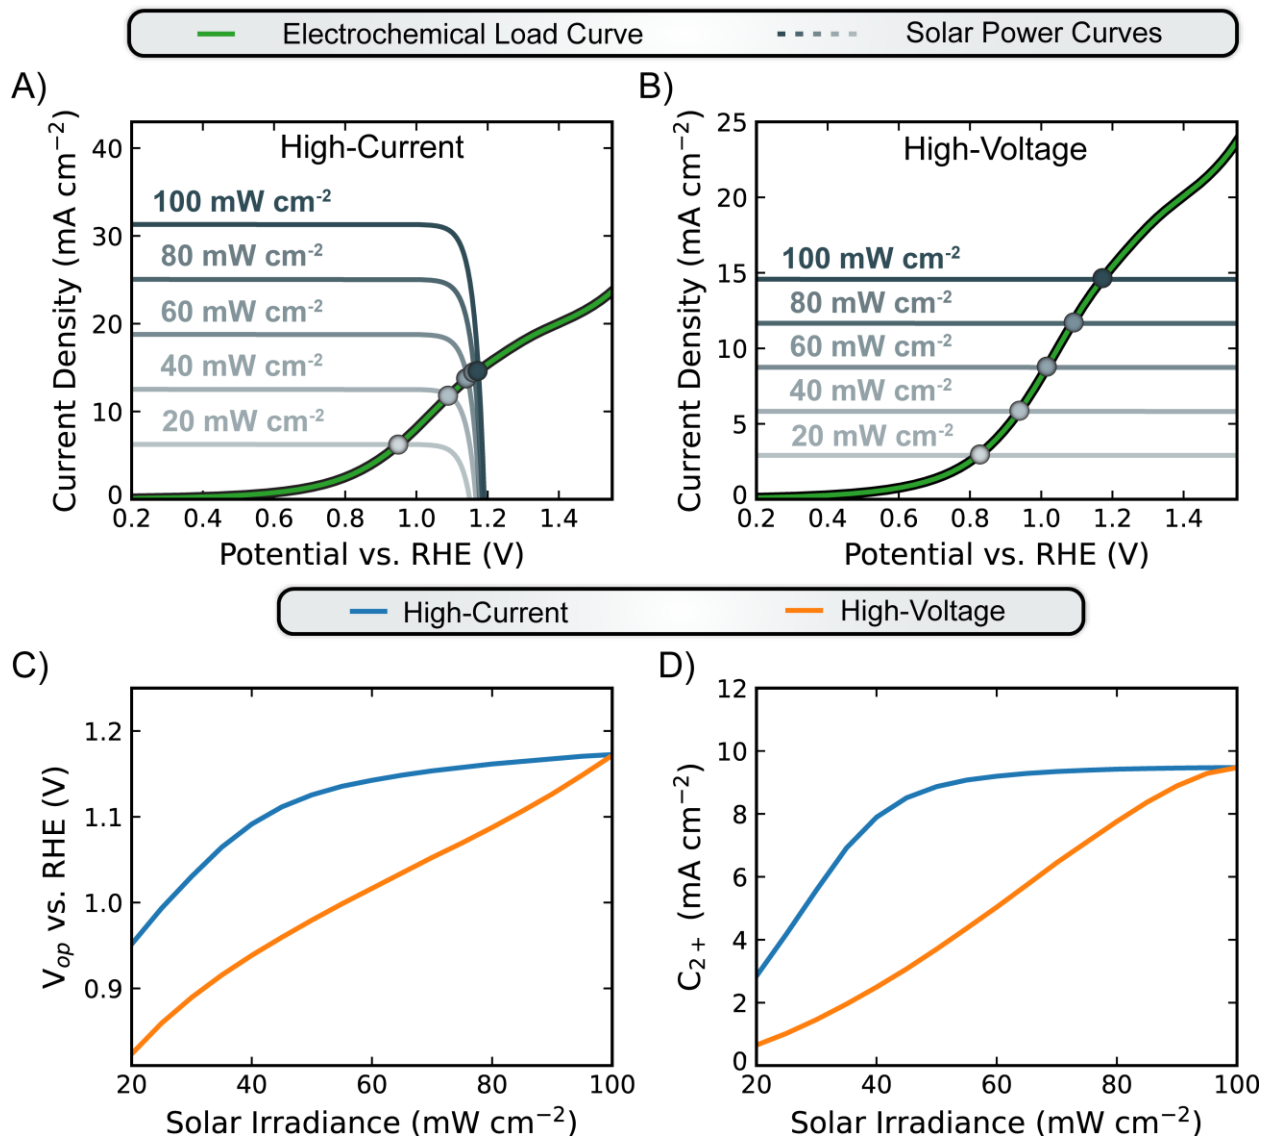 Electrochemical Load Curve
Solar Power Curves
A)
High-Current
100 mW cm-2
80 mW cm-2
60 mW cm-2
40 mW cm-2
20 mW cm-2
Current Density (mA cm−2)
40
30
20
10
0
0.2 0.4 0.6 0.8 1.0 1.2 1.4
Potential vs. RHE (V)
B)
High-Voltage
100 mW cm-2
80 mW cm-2
60 mW cm-2
40 mW cm-2
20 mW cm-2
Current Density (mA cm−2)
25
20
15
10
5
0
0.2 0.4 0.6 0.8 1.0 1.2 1.4
Potential vs. RHE (V)
High-Current
High-Voltage
C)
Vop vs. RHE (V)
1.2
1.1
1.0
0.9
20 40 60 80 100
Solar Irradiance (mW cm−2)
D)
C2+ (mA cm−2)
12
10
8
6
4
2
0
20 40 60 80 100
Solar Irradiance (mW cm−2)